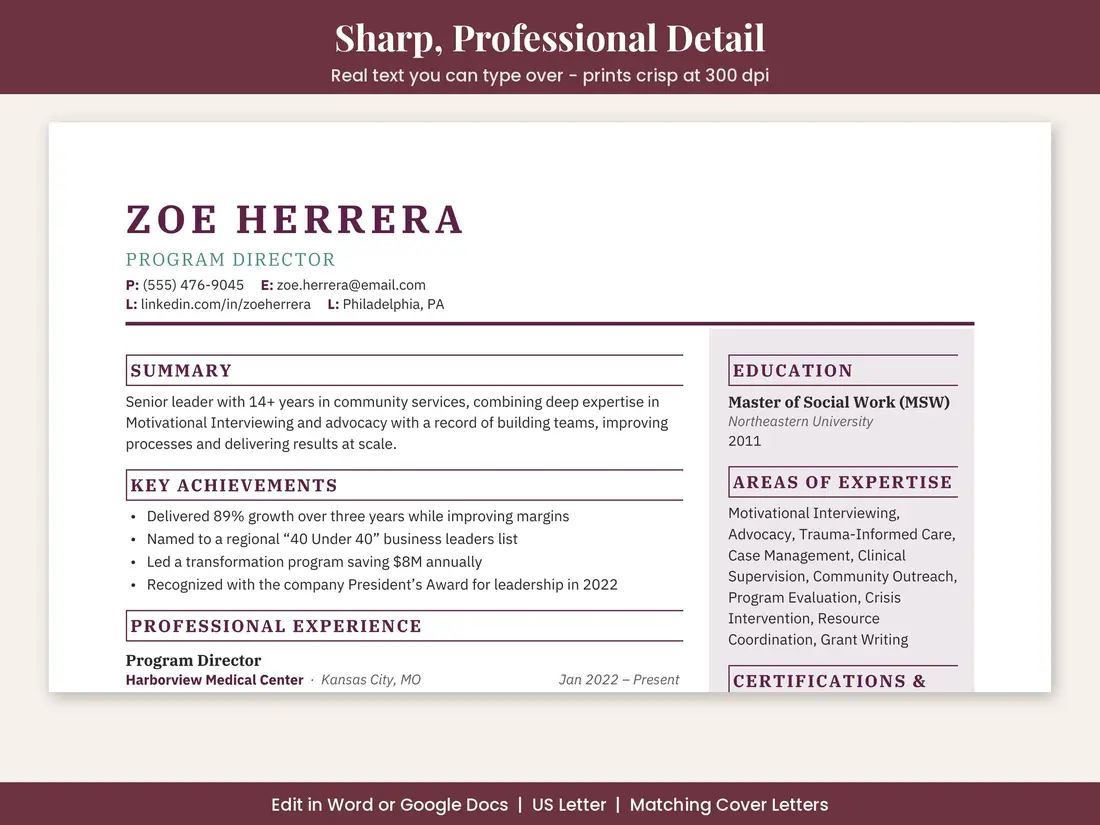 Sharp, Professional Detail
Real text you can type over - prints crisp at 300 dpi
ZOE HERRERA
PROGRAM DIRECTOR
P: (555) 476-9045 E: zoe.herrera@email.com
L: linkedin.com/in/zoeherrera L: Philadelphia, PA
SUMMARY
Senior leader with 14+ years in community services, combining deep expertise in
Motivational Interviewing and advocacy with a record of building teams, improving
processes and delivering results at scale.
KEY ACHIEVEMENTS
• Delivered 89% growth over three years while improving margins
• Named to a regional “40 Under 40” business leaders list
• Led a transformation program saving $8M annually
• Recognized with the company President’s Award for leadership in 2022
PROFESSIONAL EXPERIENCE
Program Director
Harborview Medical Center · Kansas City, MO Jan 2022 – Present
EDUCATION
Master of Social Work (MSW)
Northeastern University
2011
AREAS OF EXPERTISE
Motivational Interviewing,
Advocacy, Trauma-Informed Care,
Case Management, Clinical
Supervision, Community Outreach,
Program Evaluation, Crisis
Intervention, Resource
Coordination, Grant Writing
CERTIFICATIONS &
Edit in Word or Google Docs | US Letter | Matching Cover Letters